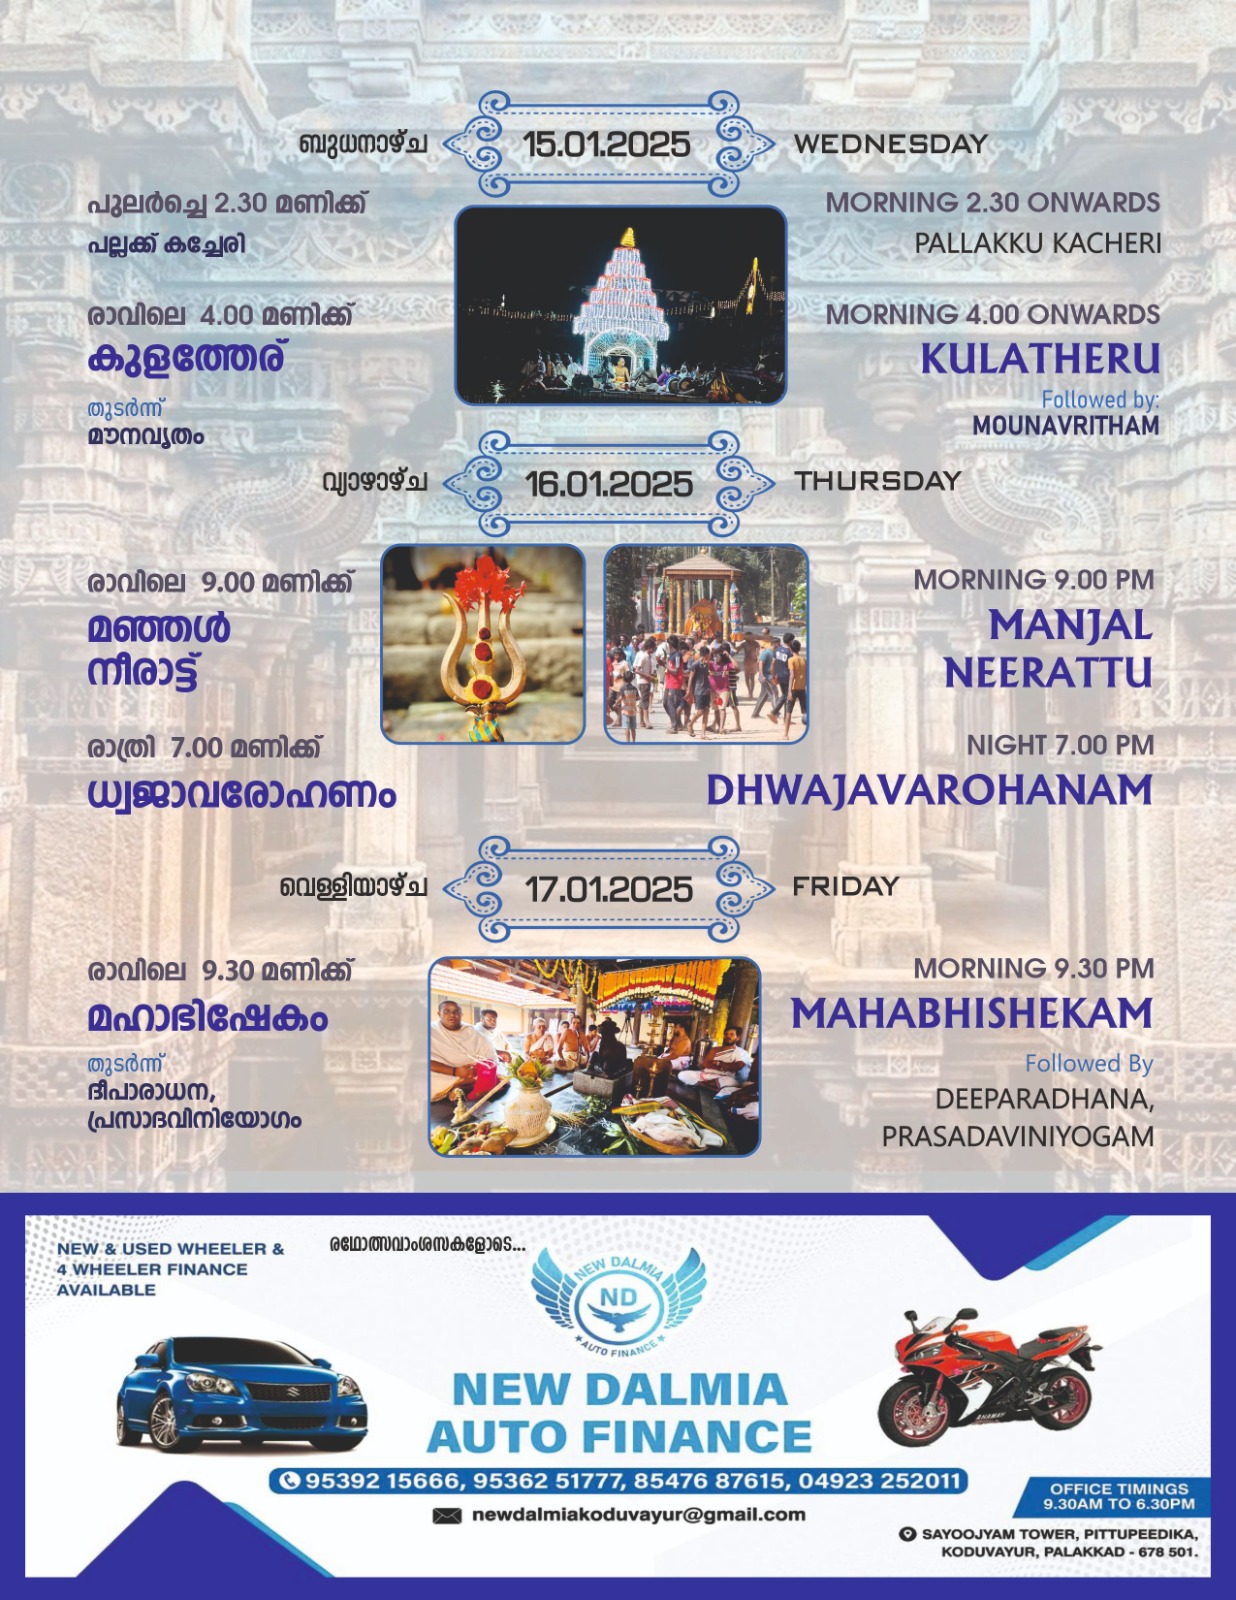 ബുധനാഴ്ച 15.01.2025 WEDNESDAY
പുലർച്ചെ 2.30 മണിക്ക്
പല്ലക്ക് കച്ചേരി
MORNING 2.30 ONWARDS
PALLAKKU KACHERI
രാവിലെ 4.00 മണിക്ക്
കുളത്തേര്
തുടർന്ന്
മൗനവൃതം
MORNING 4.00 ONWARDS
KULATHERU
Followed by:
MOUNAVRITHAM
വ്യാഴാഴ്ച 16.01.2025 THURSDAY
രാവിലെ 9.00 മണിക്ക്
മഞ്ഞൾ
നീരാട്ട്
MORNING 9.00 PM
MANJAL
NEERATTU
രാത്രി 7.00 മണിക്ക്
ധ്വജാവരോഹണം
NIGHT 7.00 PM
DHWAJAVAROHANAM
വെള്ളിയാഴ്ച 17.01.2025 FRIDAY
രാവിലെ 9.30 മണിക്ക്
മഹാഭിഷേകം
തുടർന്ന്
ദീപാരാധന,
പ്രസാദവിനിയോഗം
MORNING 9.30 PM
MAHABHISHEKAM
Followed By
DEEPARADHANA,
PRASADAVINIYOGAM
NEW & USED WHEELER &
4 WHEELER FINANCE
AVAILABLE
രഥോത്സവാംശസകളോടെ...
NEW DALMIA
ND
AUTO FINANCE
NEW DALMIA
AUTO FINANCE
95392 15666, 95362 51777, 85476 87615, 04923 252011
newdalmiakoduvayur@gmail.com
OFFICE TIMINGS
9.30AM TO 6.30PM
SAYOOJYAM TOWER, PITTUPEEDIKA,
KODUVAYUR, PALAKKAD - 678 501.